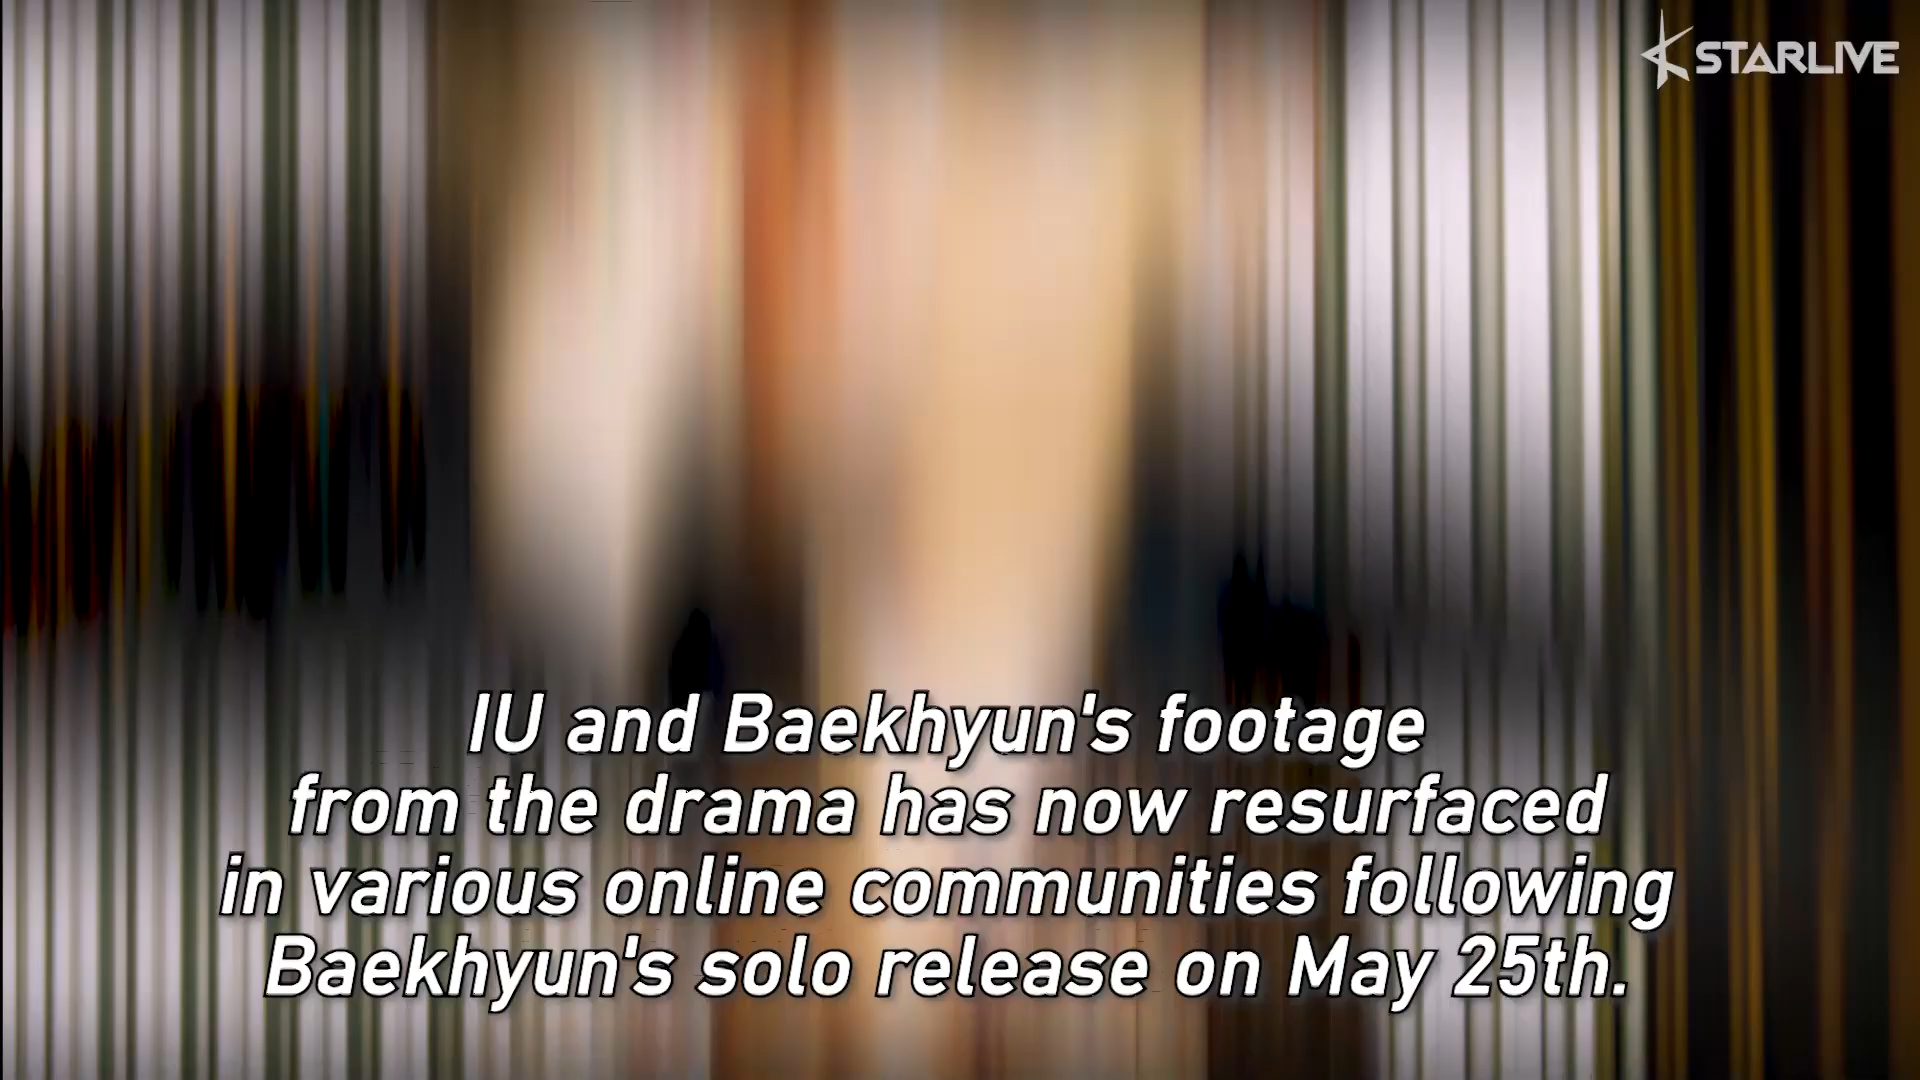 STARLIVE
IU and Baekhyun's footage
from the drama has now resurfaced
in various online communities following
Baekhyun's solo release on May 25th.